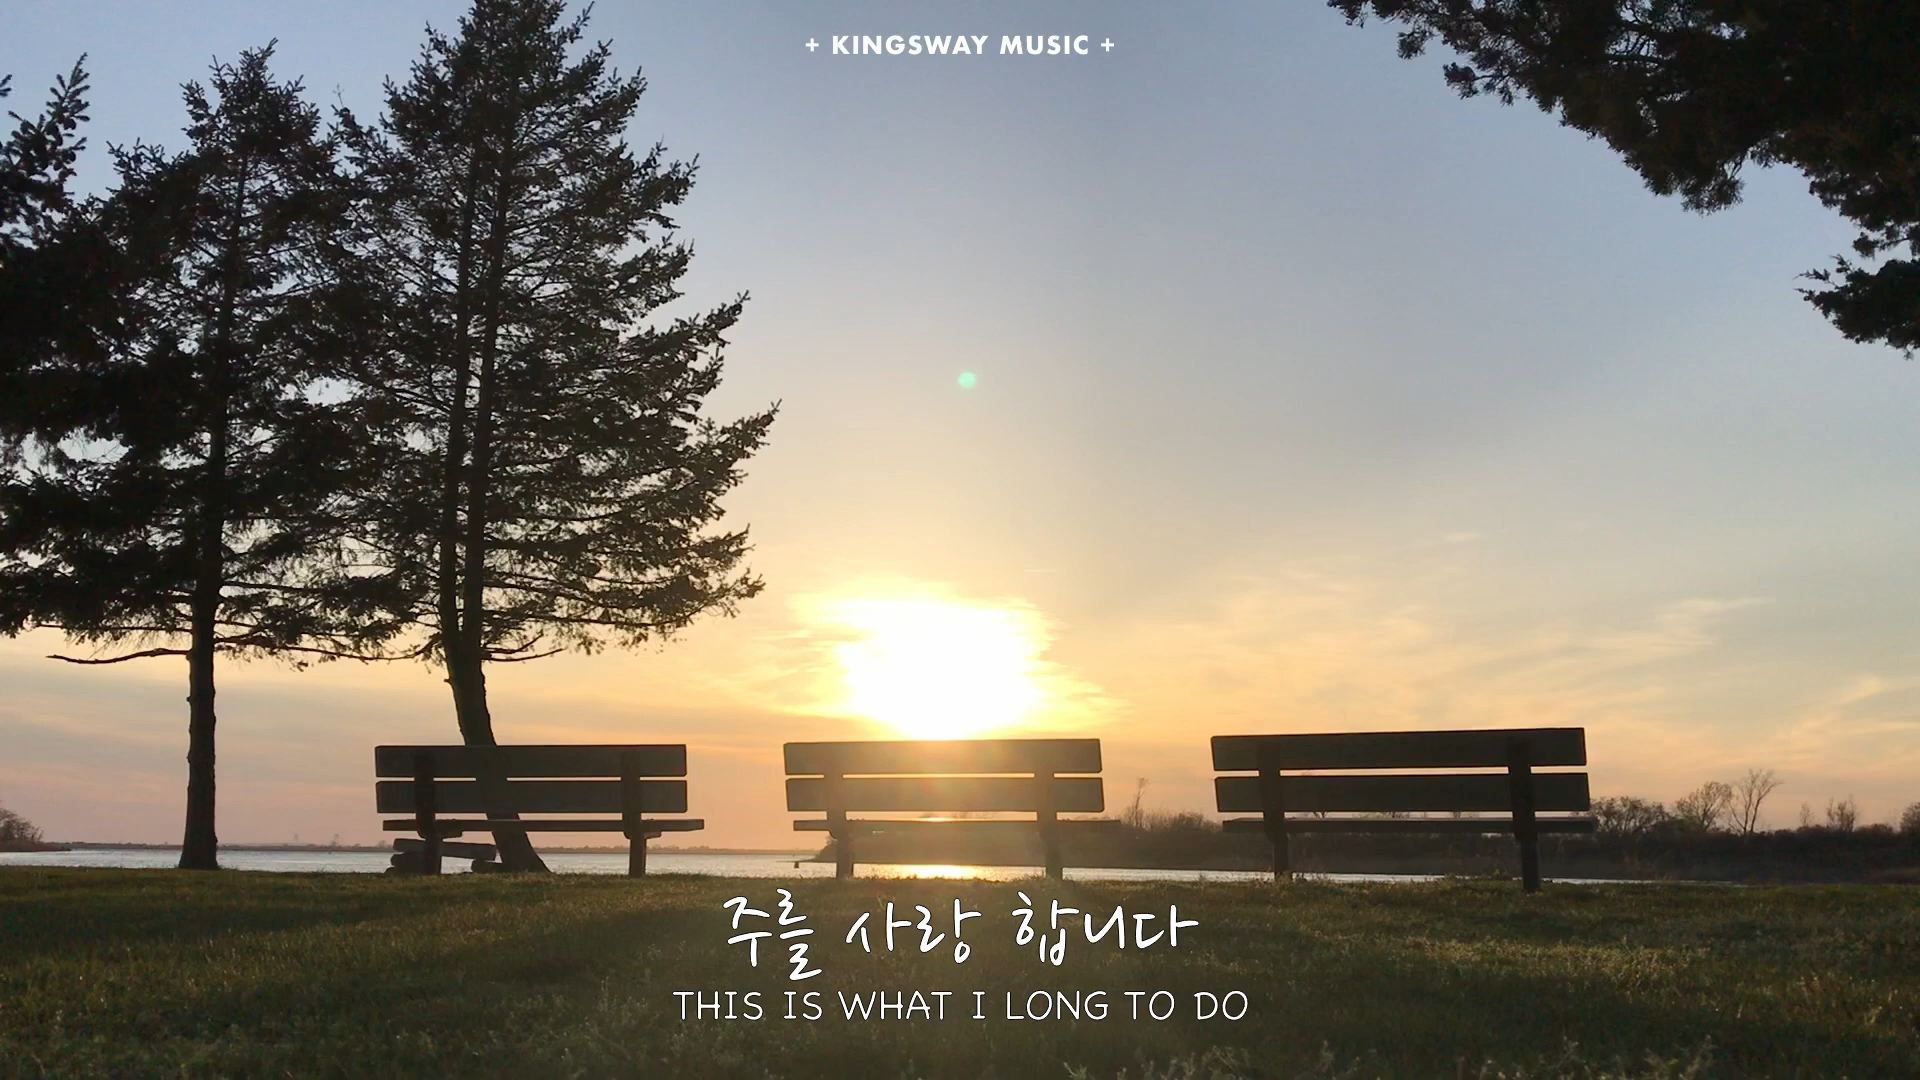 + KINGSWAY MUSIC +
주를 사랑 합니다
THIS IS WHAT I LONG TO DO